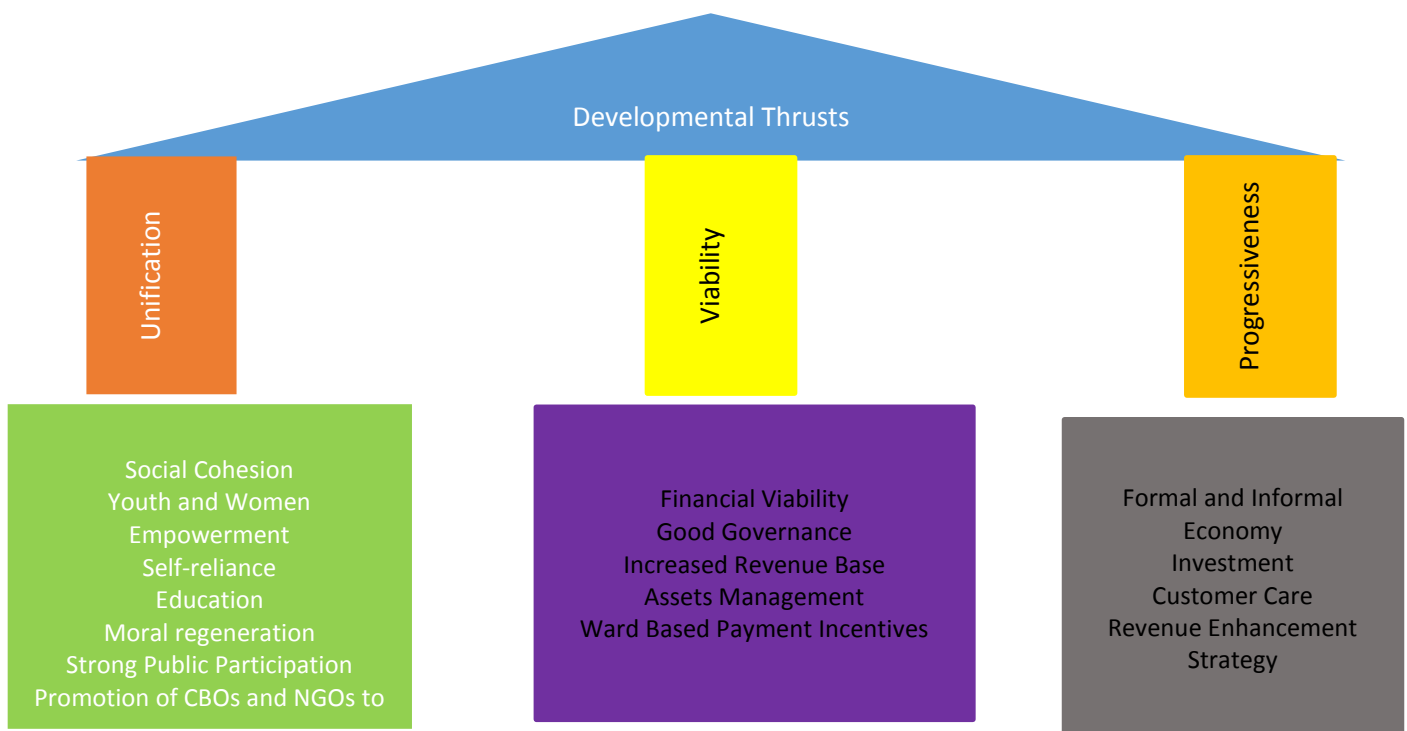 Developmental Thrusts
Unification
Viability
Progressiveness
Social Cohesion
Youth and Women
Empowerment
Self-reliance
Education
Moral regeneration
Strong Public Participation
Promotion of CBOs and NGOs to
Financial Viability
Good Governance
Increased Revenue Base
Assets Management
Ward Based Payment Incentives
Formal and Informal
Economy
Investment
Customer Care
Revenue Enhancement
Strategy